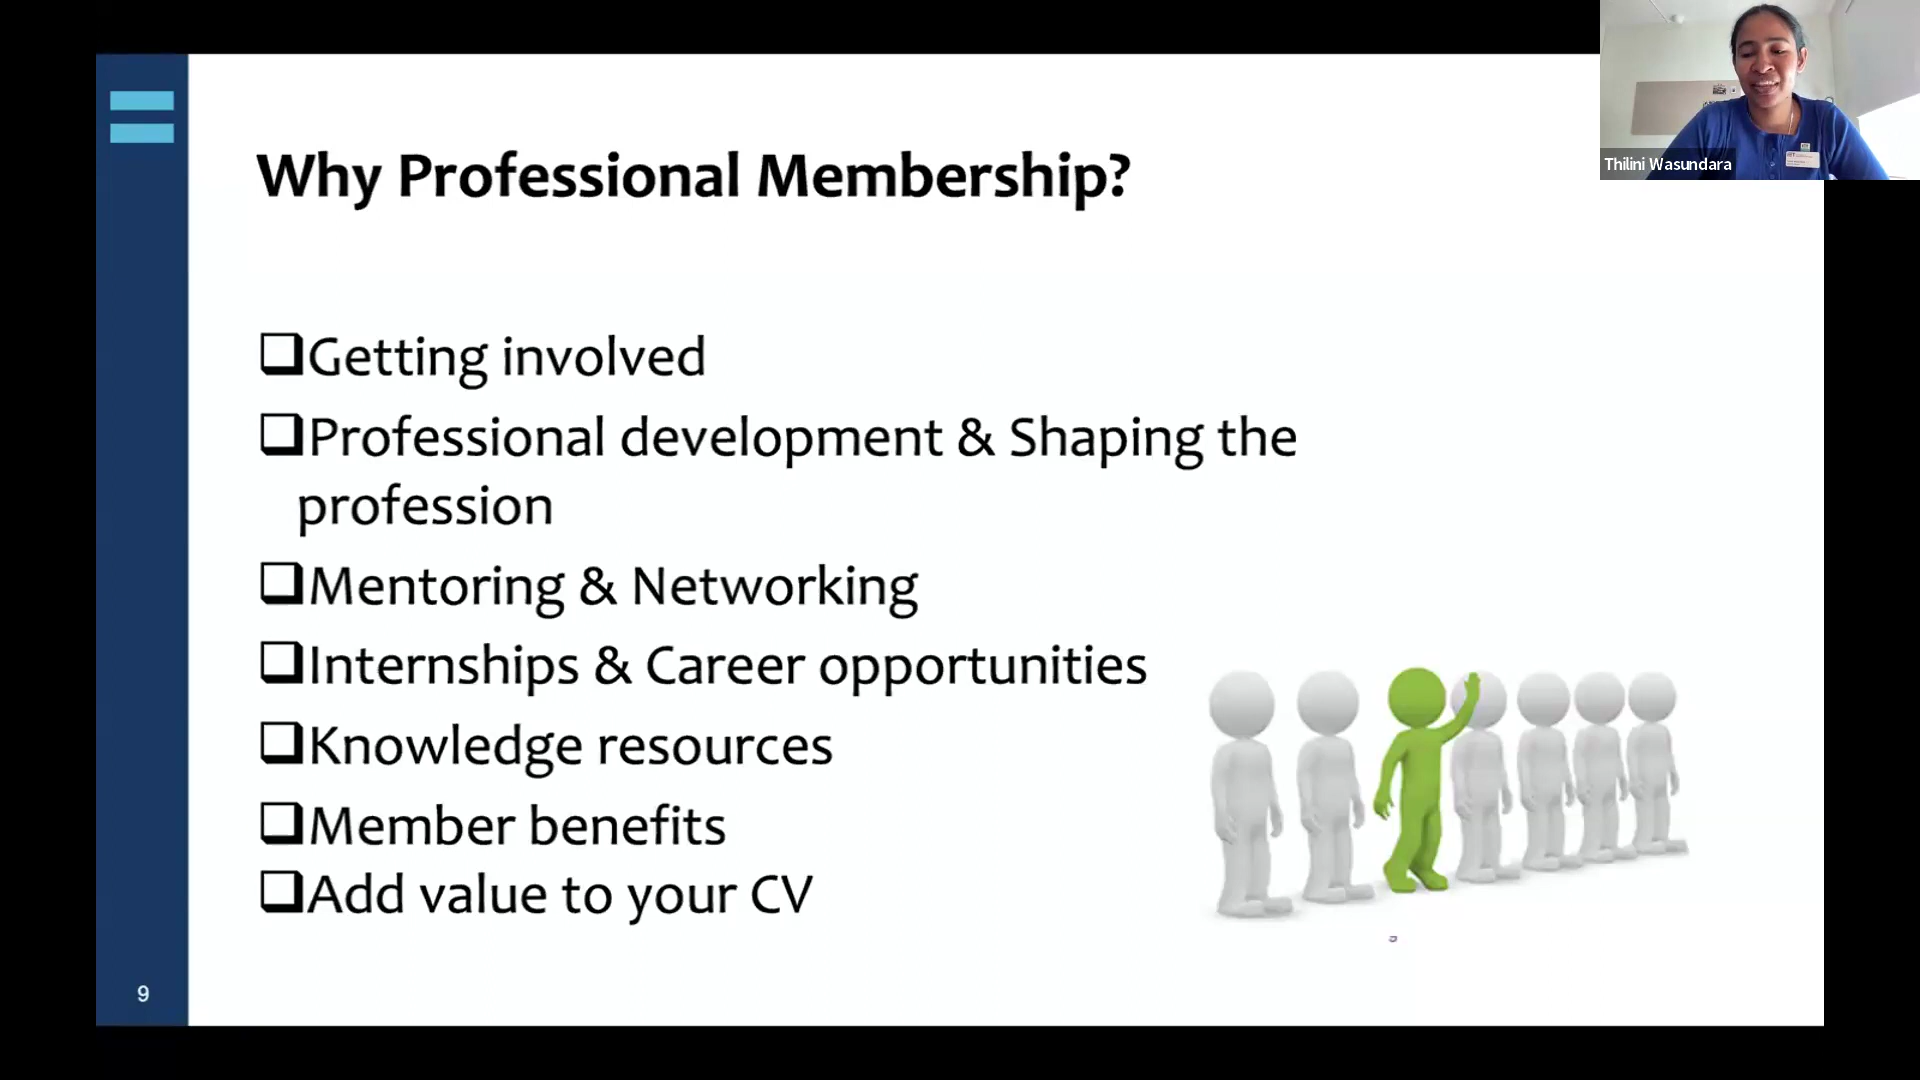 Thilini Wasundara
Why Professional Membership?
❑Getting involved
❑Professional development & Shaping the
profession
❑Mentoring & Networking
❑Internships & Career opportunities
❑Knowledge resources
❑Member benefits
❑Add value to your CV
9